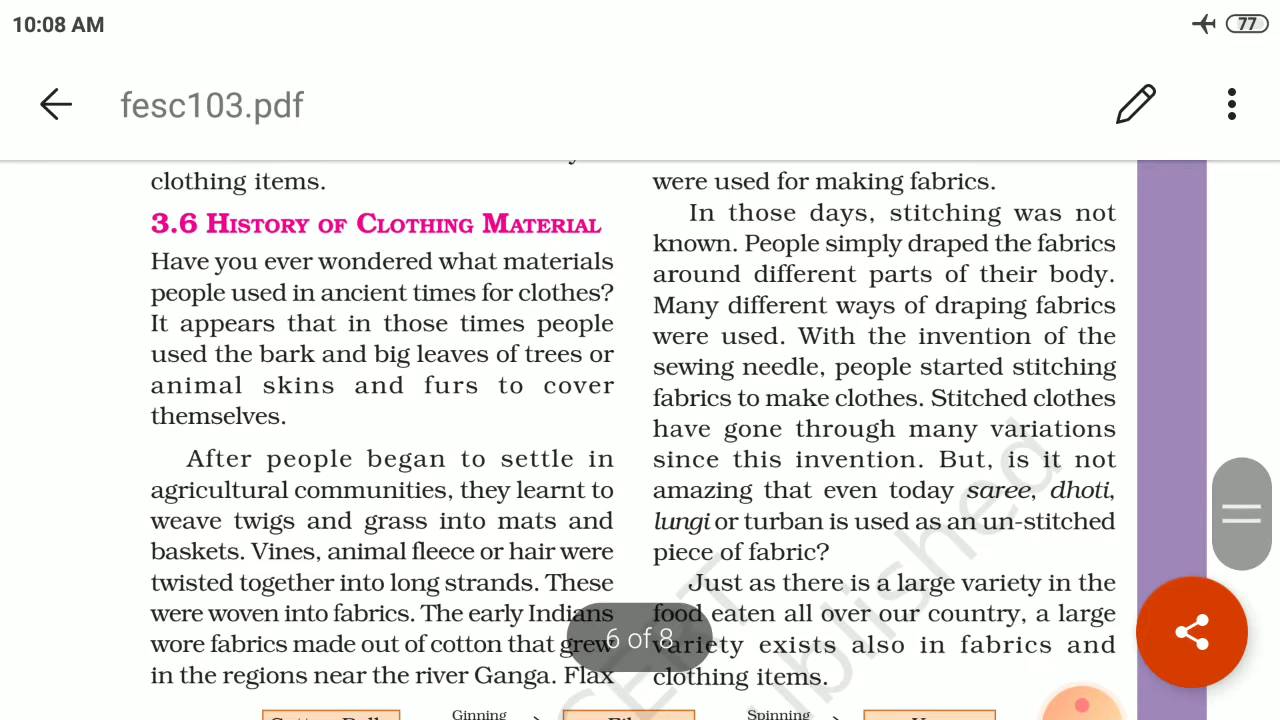 10:08 AM
77
fesc103.pdf
clothing items.
3.6 HISTORY OF CLOTHING MATERIAL
Have you ever wondered what materials
people used in ancient times for clothes?
It appears that in those times people
used the bark and big leaves of trees or
animal skins and furs to cover
themselves.
After people began to settle in
agricultural communities, they learnt to
weave twigs and grass into mats and
baskets. Vines, animal fleece or hair were
twisted together into long strands. These
were woven into fabrics. The early Indians
wore fabrics made out of cotton that grew
in the regions near the river Ganga. Flax
were used for making fabrics.
In those days, stitching was not
known. People simply draped the fabrics
around different parts of their body.
Many different ways of draping fabrics
were used. With the invention of the
sewing needle, people started stitching
fabrics to make clothes. Stitched clothes
have gone through many variations
since this invention. But, is it not
amazing that even today saree, dhoti,
lungi or turban is used as an un-stitched
piece of fabric?
Just as there is a large variety in the
food eaten all over our country, a large
variety exists also in fabrics and
clothing items.
6 of 8
Ginning
Spinning